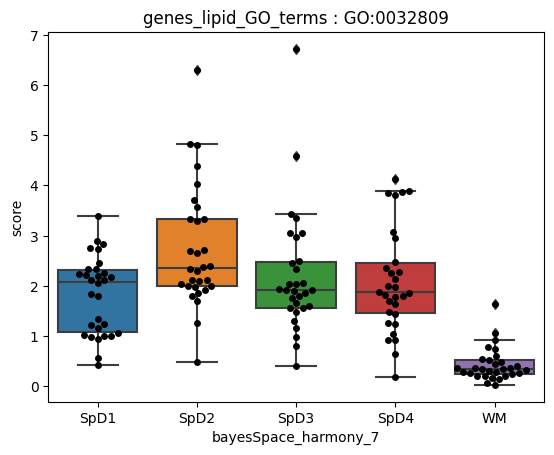 genes_lipid_GO_terms : GO:0032809
7
6
5
4
3
2
1
0
score
SpD1 SpD2 SpD3 SpD4 WM
bayesSpace_harmony_7